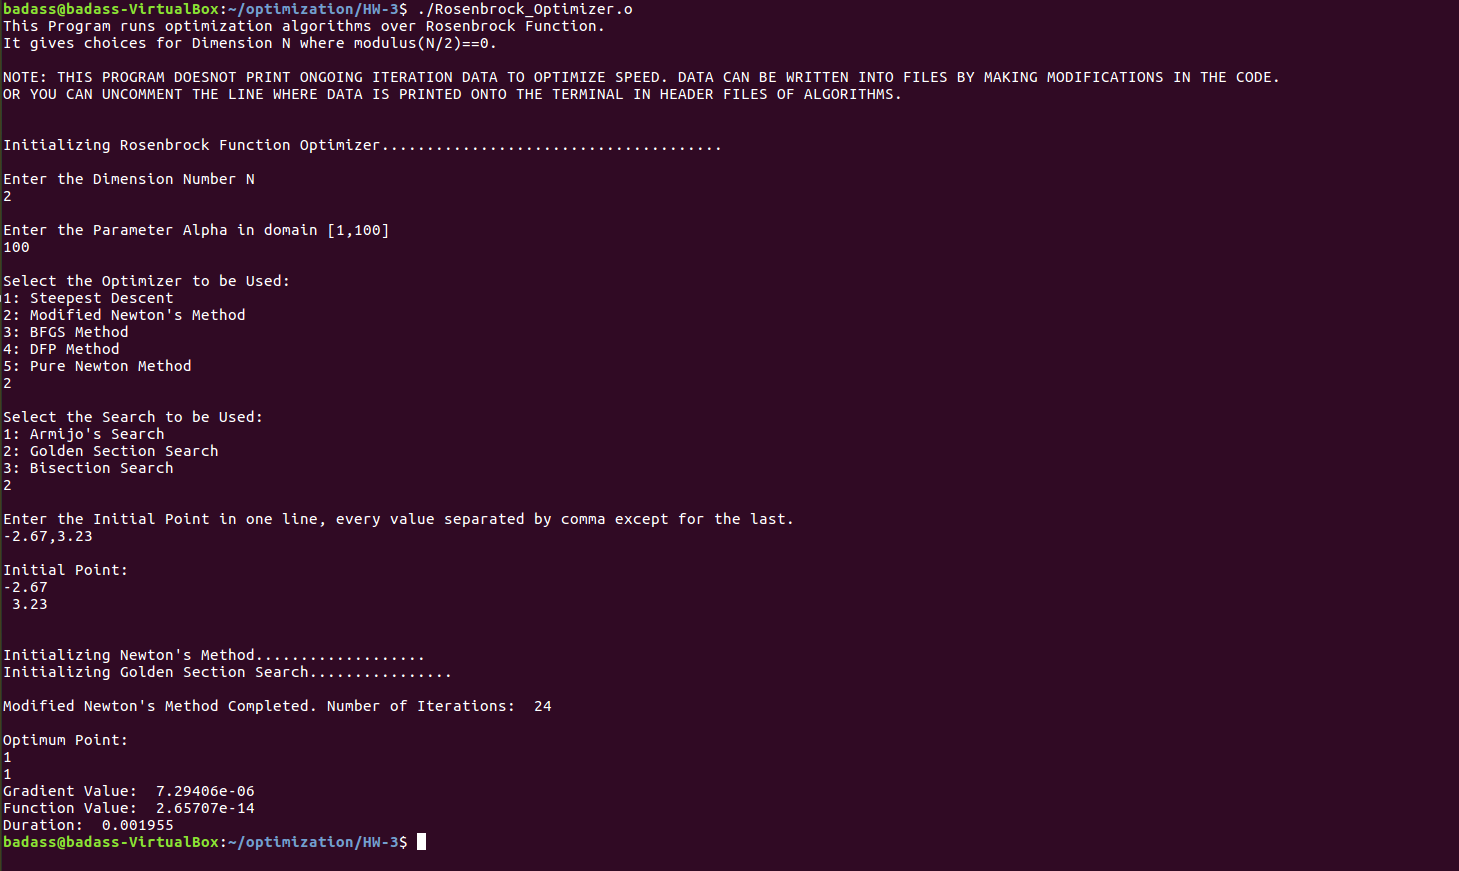 badass@badass-VirtualBox:~/optimization/HW-3$ ./Rosenbrock_Optimizer.o
This Program runs optimization algorithms over Rosenbrock Function.
It gives choices for Dimension N where modulus(N/2)==0.
NOTE: THIS PROGRAM DOESNOT PRINT ONGOING ITERATION DATA TO OPTIMIZE SPEED. DATA CAN BE WRITTEN INTO FILES BY MAKING MODIFICATIONS IN THE CODE.
OR YOU CAN UNCOMMENT THE LINE WHERE DATA IS PRINTED ONTO THE TERMINAL IN HEADER FILES OF ALGORITHMS.
Initializing Rosenbrock Function Optimizer......................................
Enter the Dimension Number N
2
Enter the Parameter Alpha in domain [1,100]
100
Select the Optimizer to be Used:
1: Steepest Descent
2: Modified Newton's Method
3: BFGS Method
4: DFP Method
5: Pure Newton Method
2
Select the Search to be Used:
1: Armijo's Search
2: Golden Section Search
3: Bisection Search
2
Enter the Initial Point in one line, every value separated by comma except for the last.
-2.67,3.23
Initial Point:
-2.67
3.23
Initializing Newton's Method...................
Initializing Golden Section Search................
Modified Newton's Method Completed. Number of Iterations:  24
Optimum Point:
1
1
Gradient Value:  7.29406e-06
Function Value:  2.65707e-14
Duration:  0.001955
badass@badass-VirtualBox:~/optimization/HW-3$